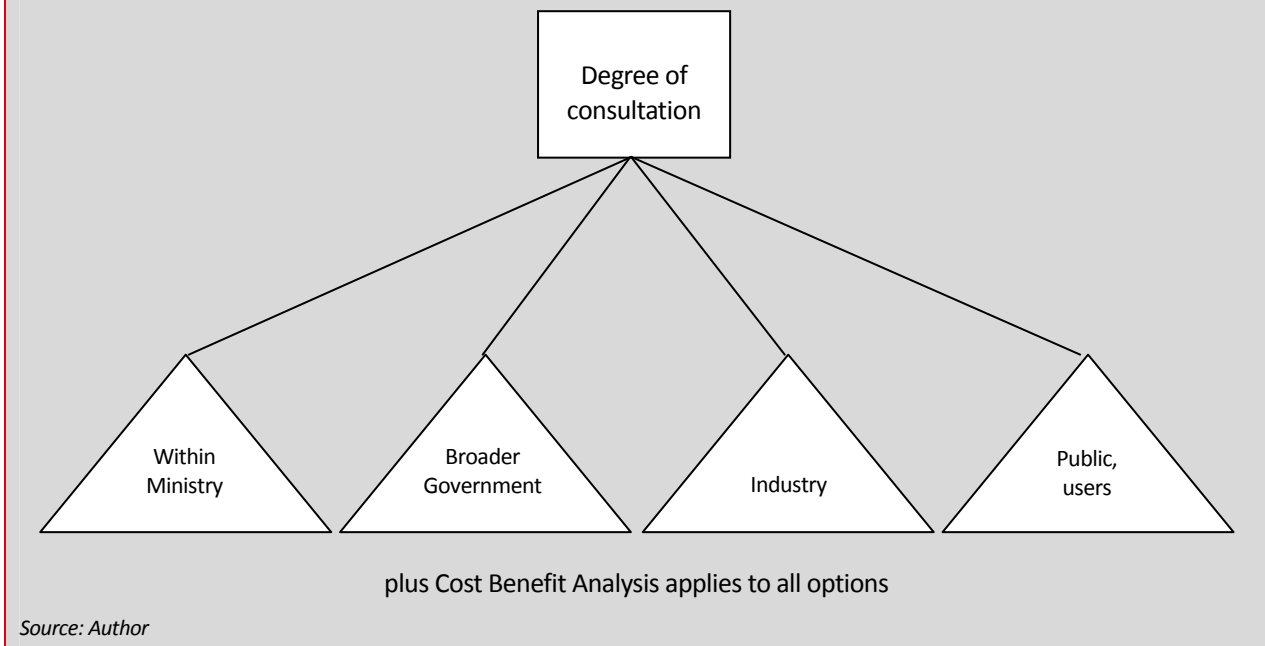 Degree of
consultation
Within
Ministry
Broader
Government
Industry
Public,
users
plus Cost Benefit Analysis applies to all options
Source: Author